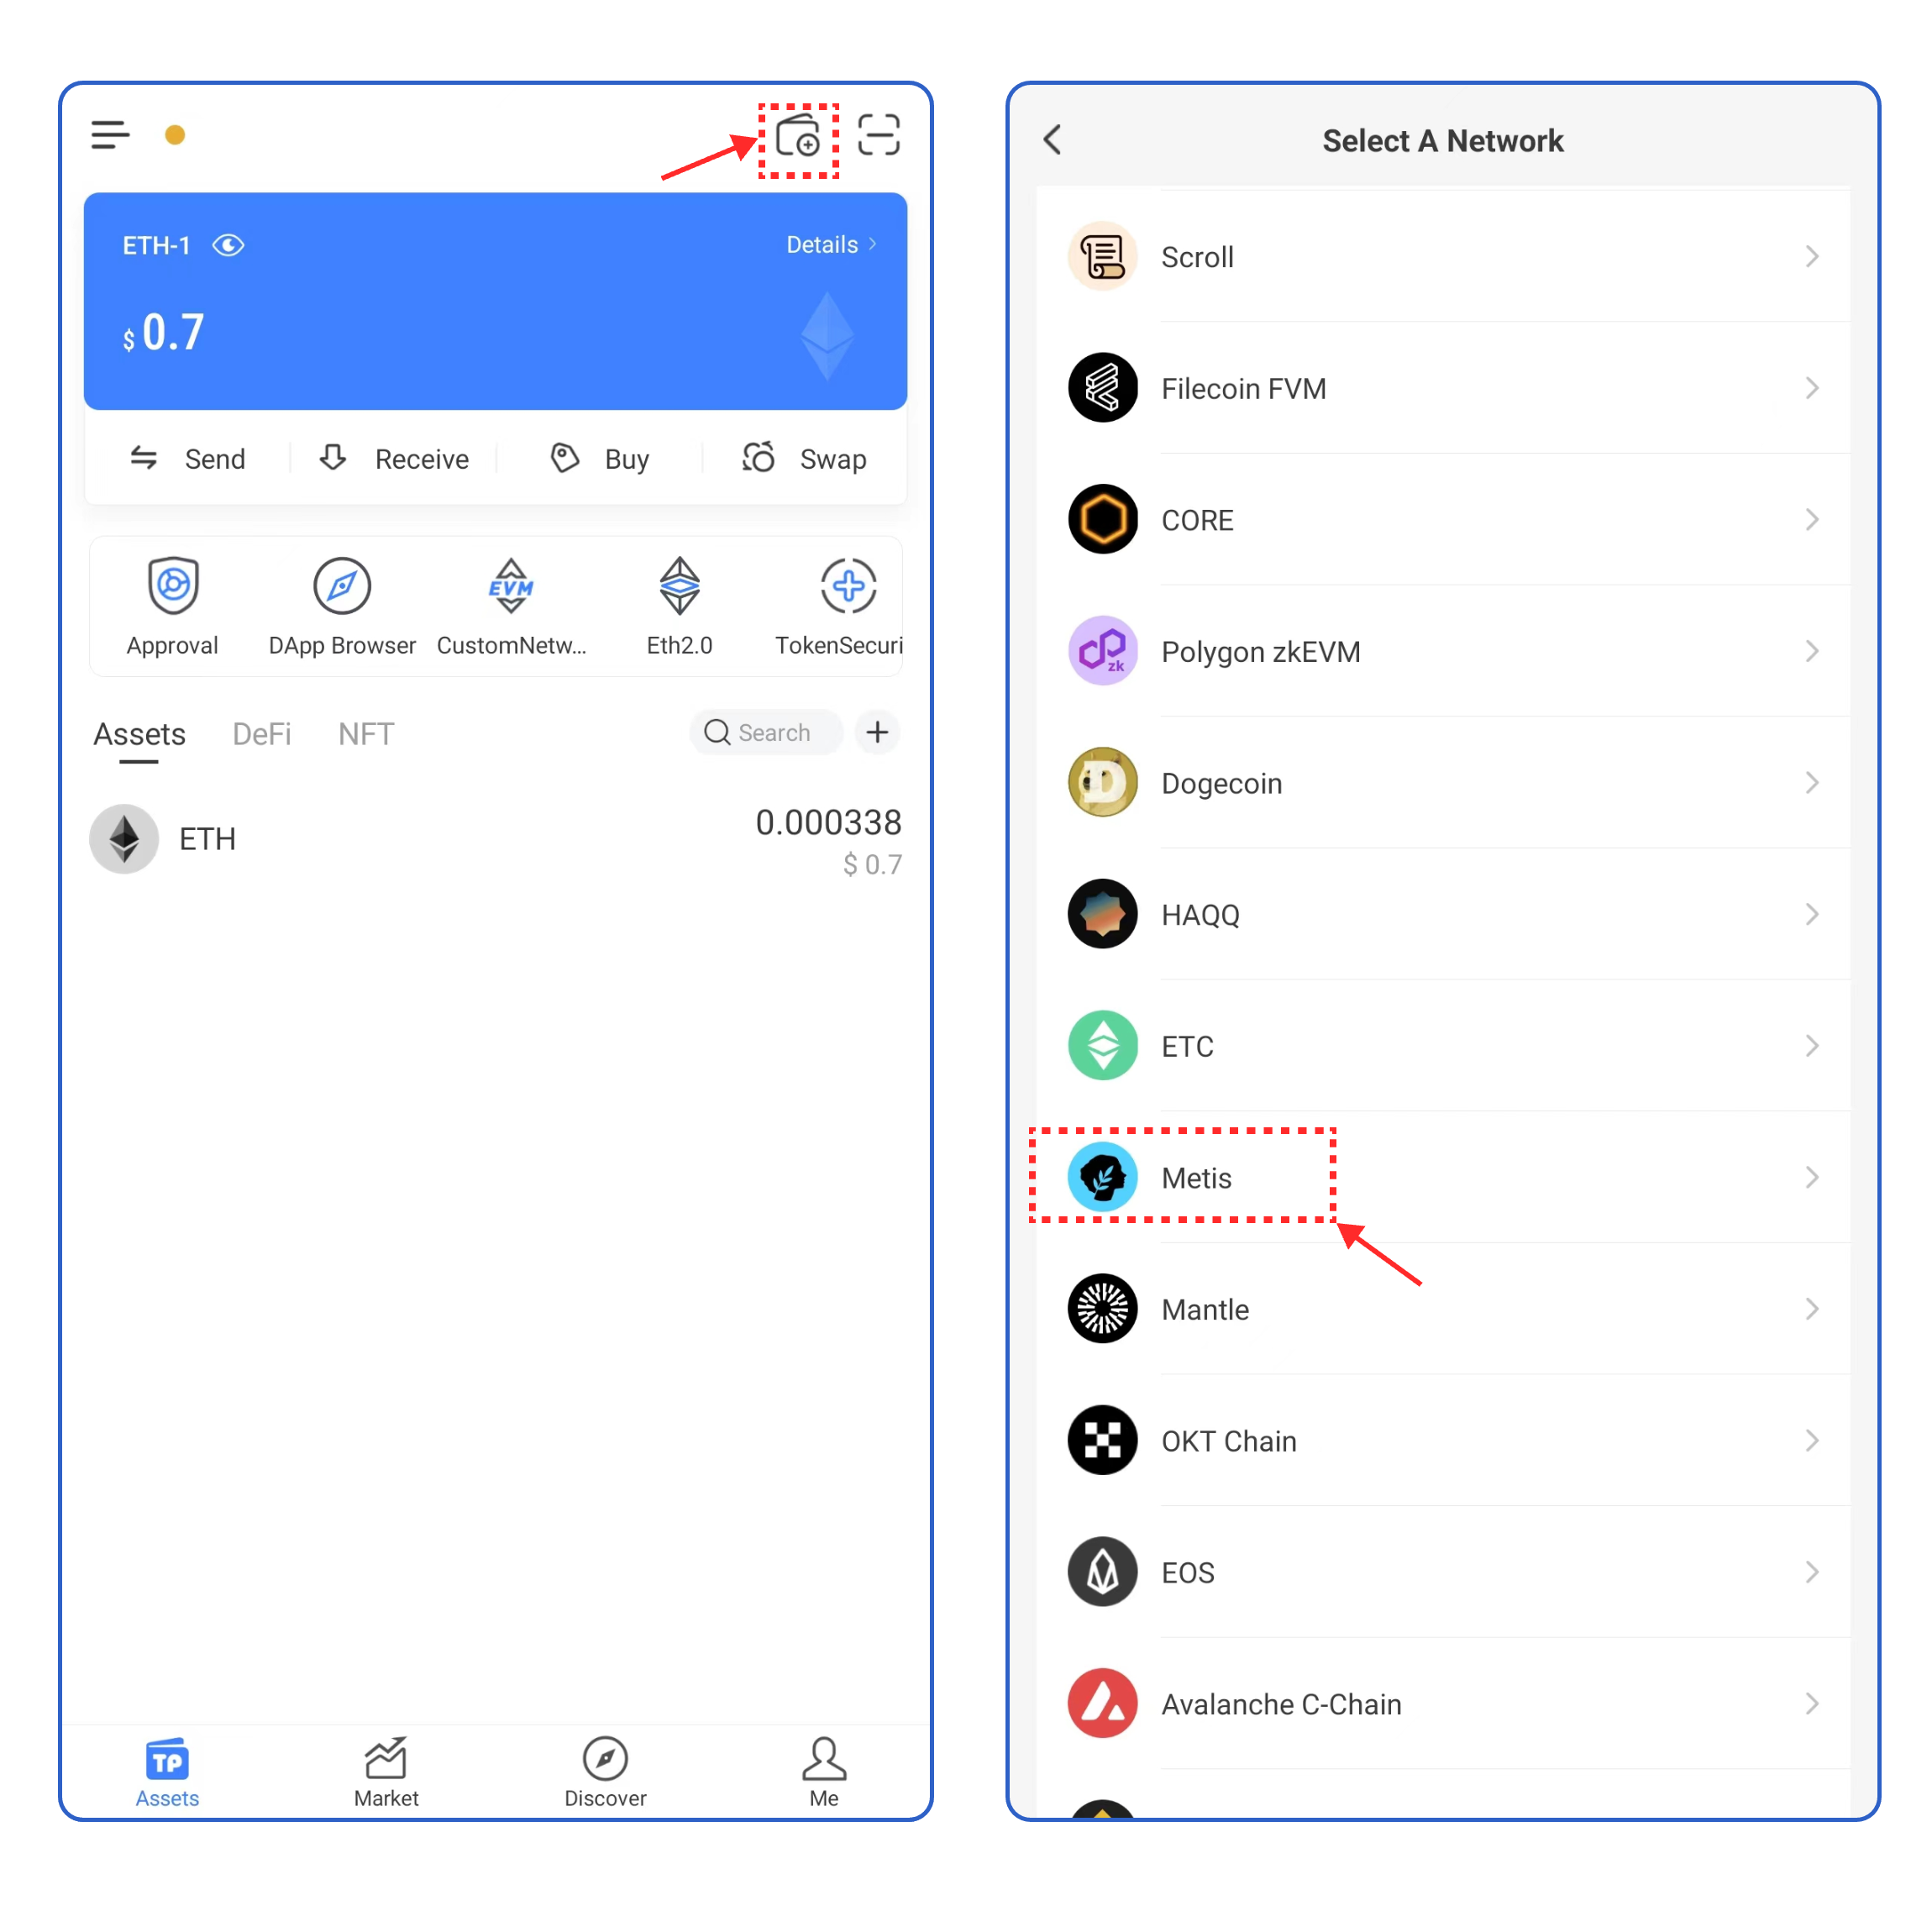 ETH-1
Details
$ 0.7
Send
Receive
Buy
Swap
EVM
Approval
DApp Browser
CustomNetw...
Eth2.0
TokenSecuri
Assets
DeFi
NFT
Search
ETH
0.000338
$ 0.7
TP
Assets
Market
Discover
Me
Select A Network
Scroll
Filecoin FVM
CORE
zk
Polygon zkEVM
D
Dogecoin
HAQQ
ETC
Metis
Mantle
OKT Chain
EOS
Avalanche C-Chain